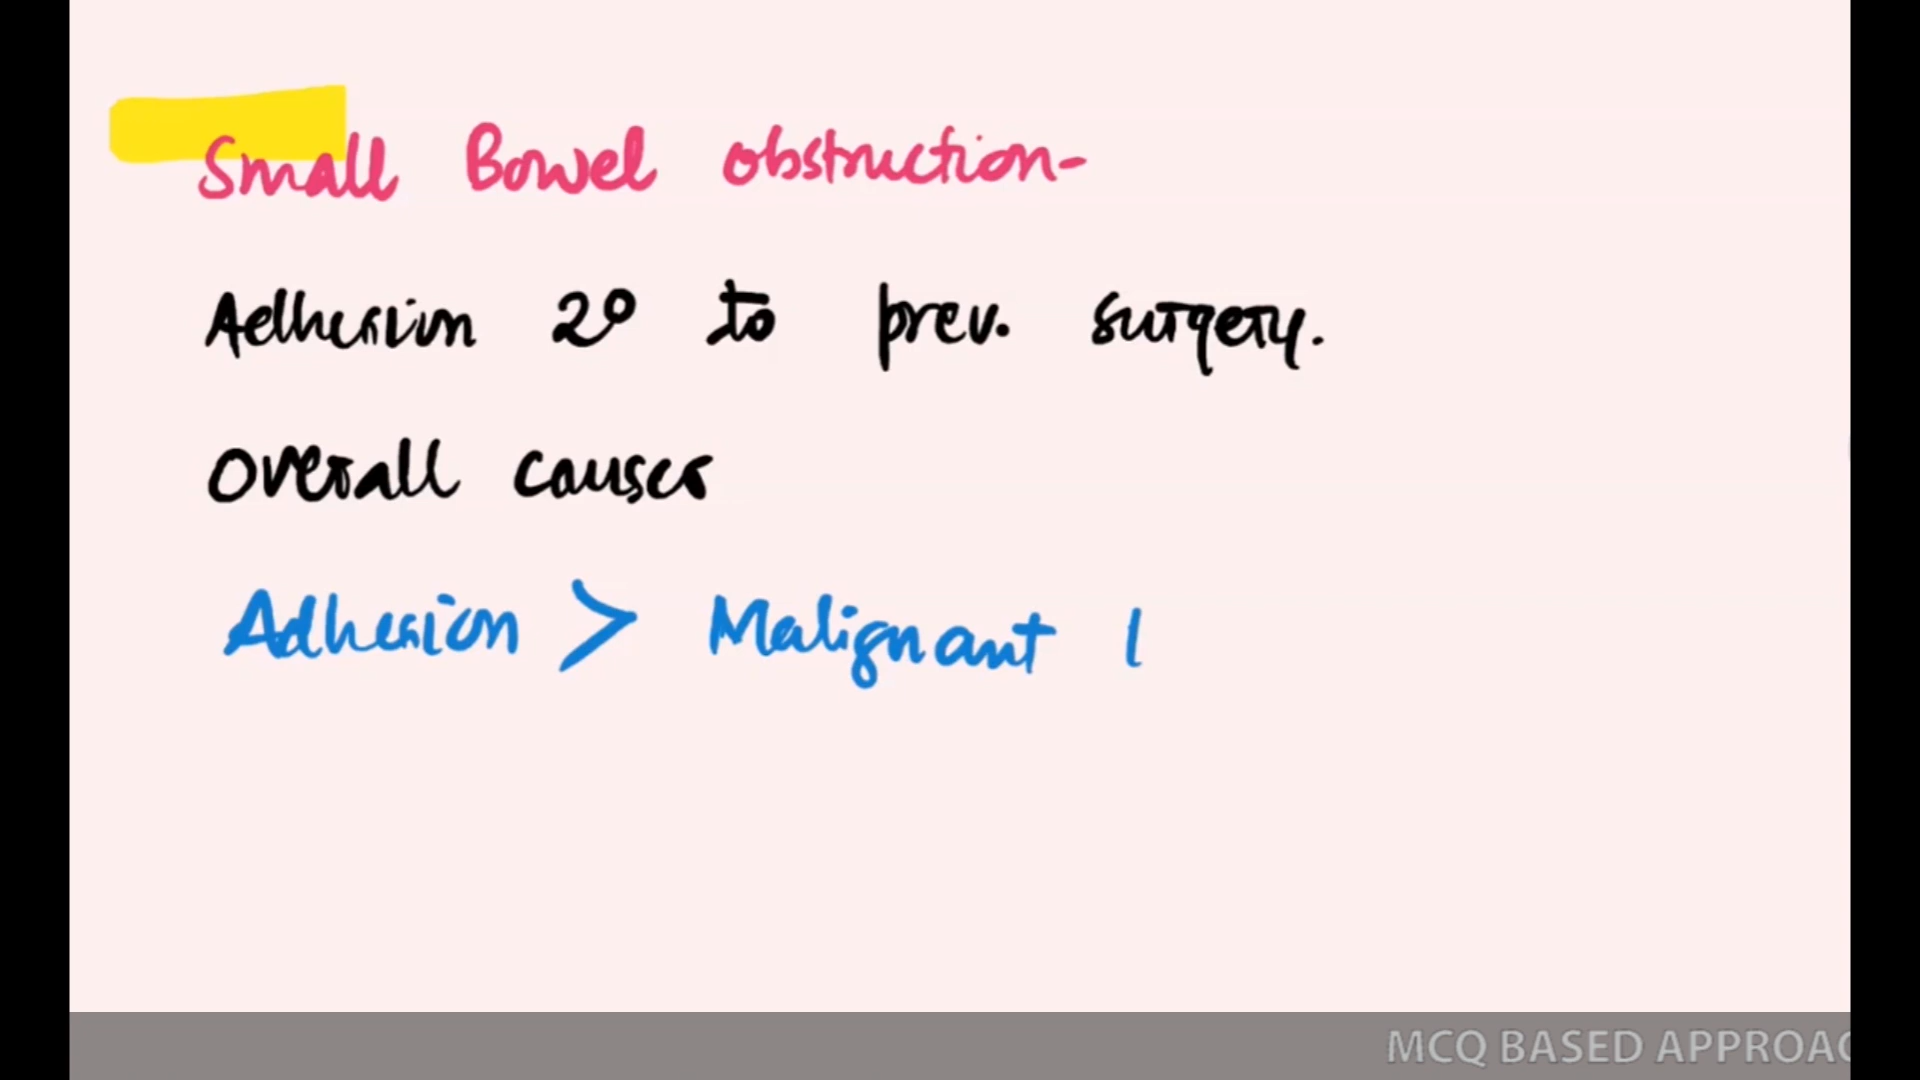 Small Bowel obstruction-
Adhesion 2° to prev. surgery.
Overall causes
Adhesion > Malignant
MCQ BASED APPROAC